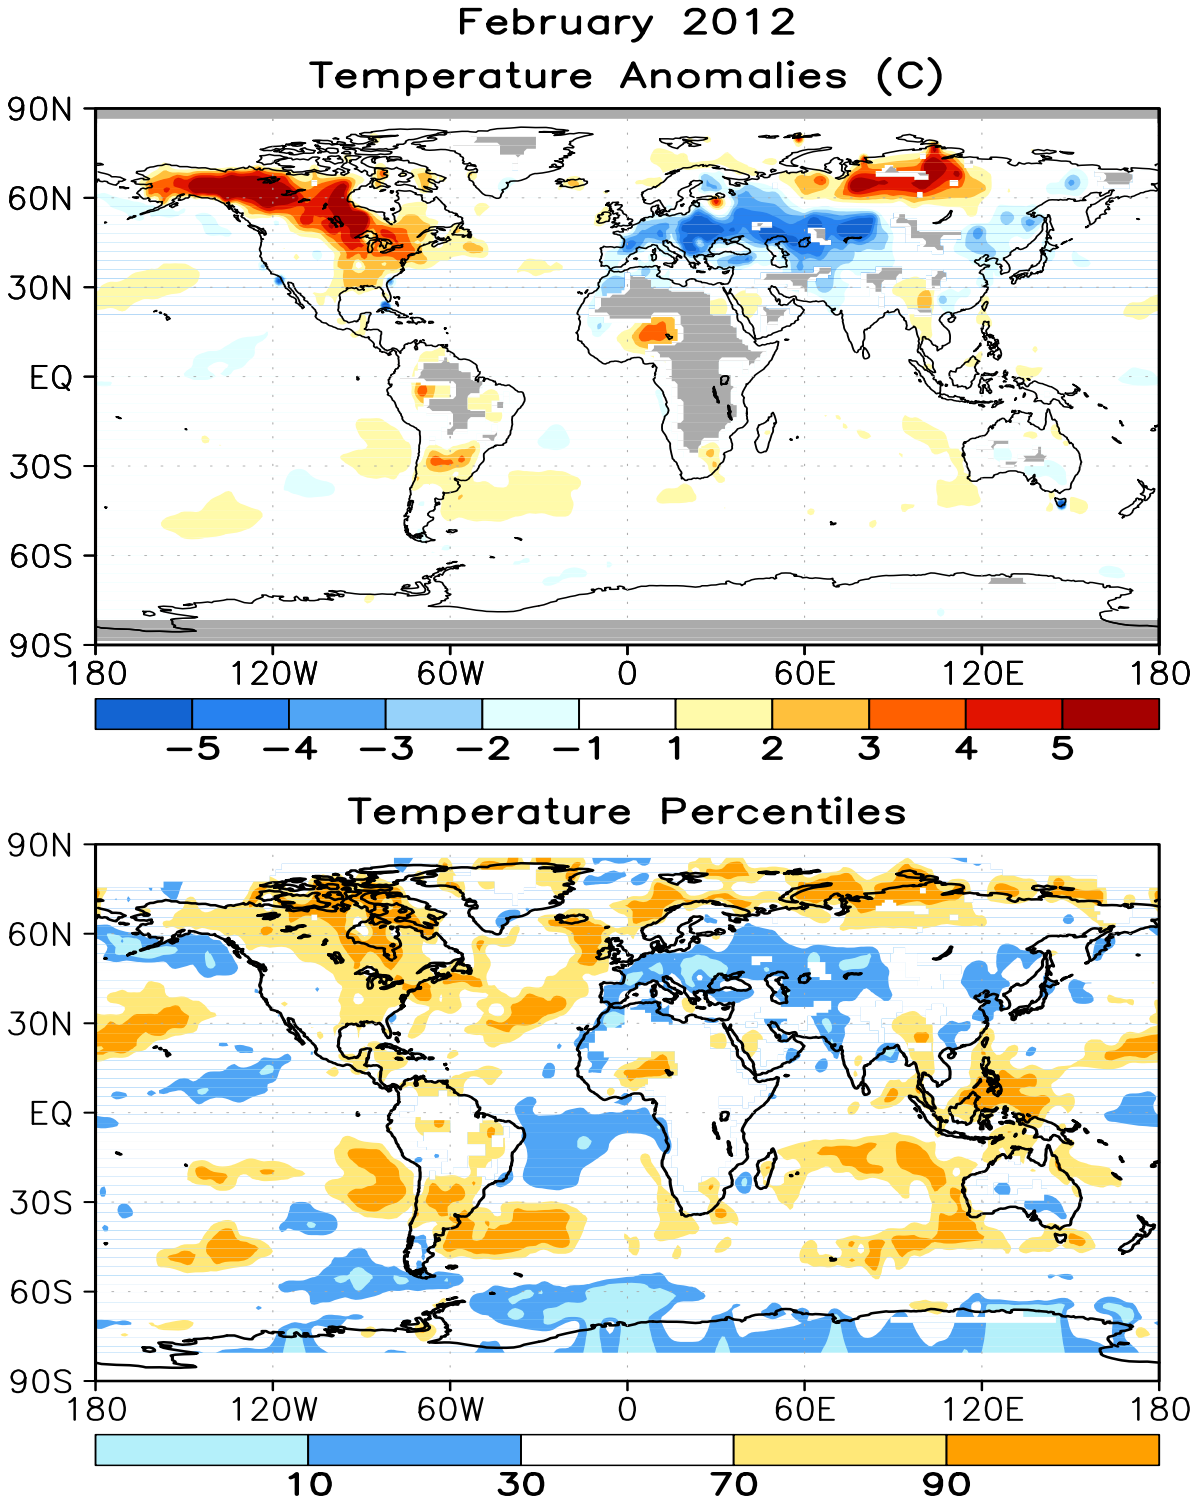 February 2012
Temperature Anomalies (C)
90N
60N
30N
EQ
30S
60S
90S
180 120W 60W 0 60E 120E 180
−5 −4 −3 −2 −1 1 2 3 4 5
Temperature Percentiles
90N
60N
30N
EQ
30S
60S
90S
180 120W 60W 0 60E 120E 180
10 30 70 90